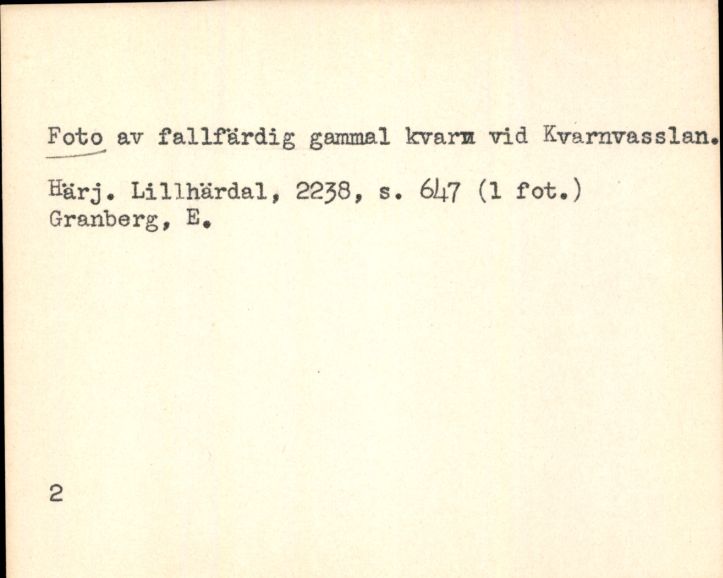 Foto av fallfärdig gammal kvarn vid Kvarnvasslan.
Härj. Lillhärdal, 2238, s. 647 (1 fot.)
Granberg, E.
2